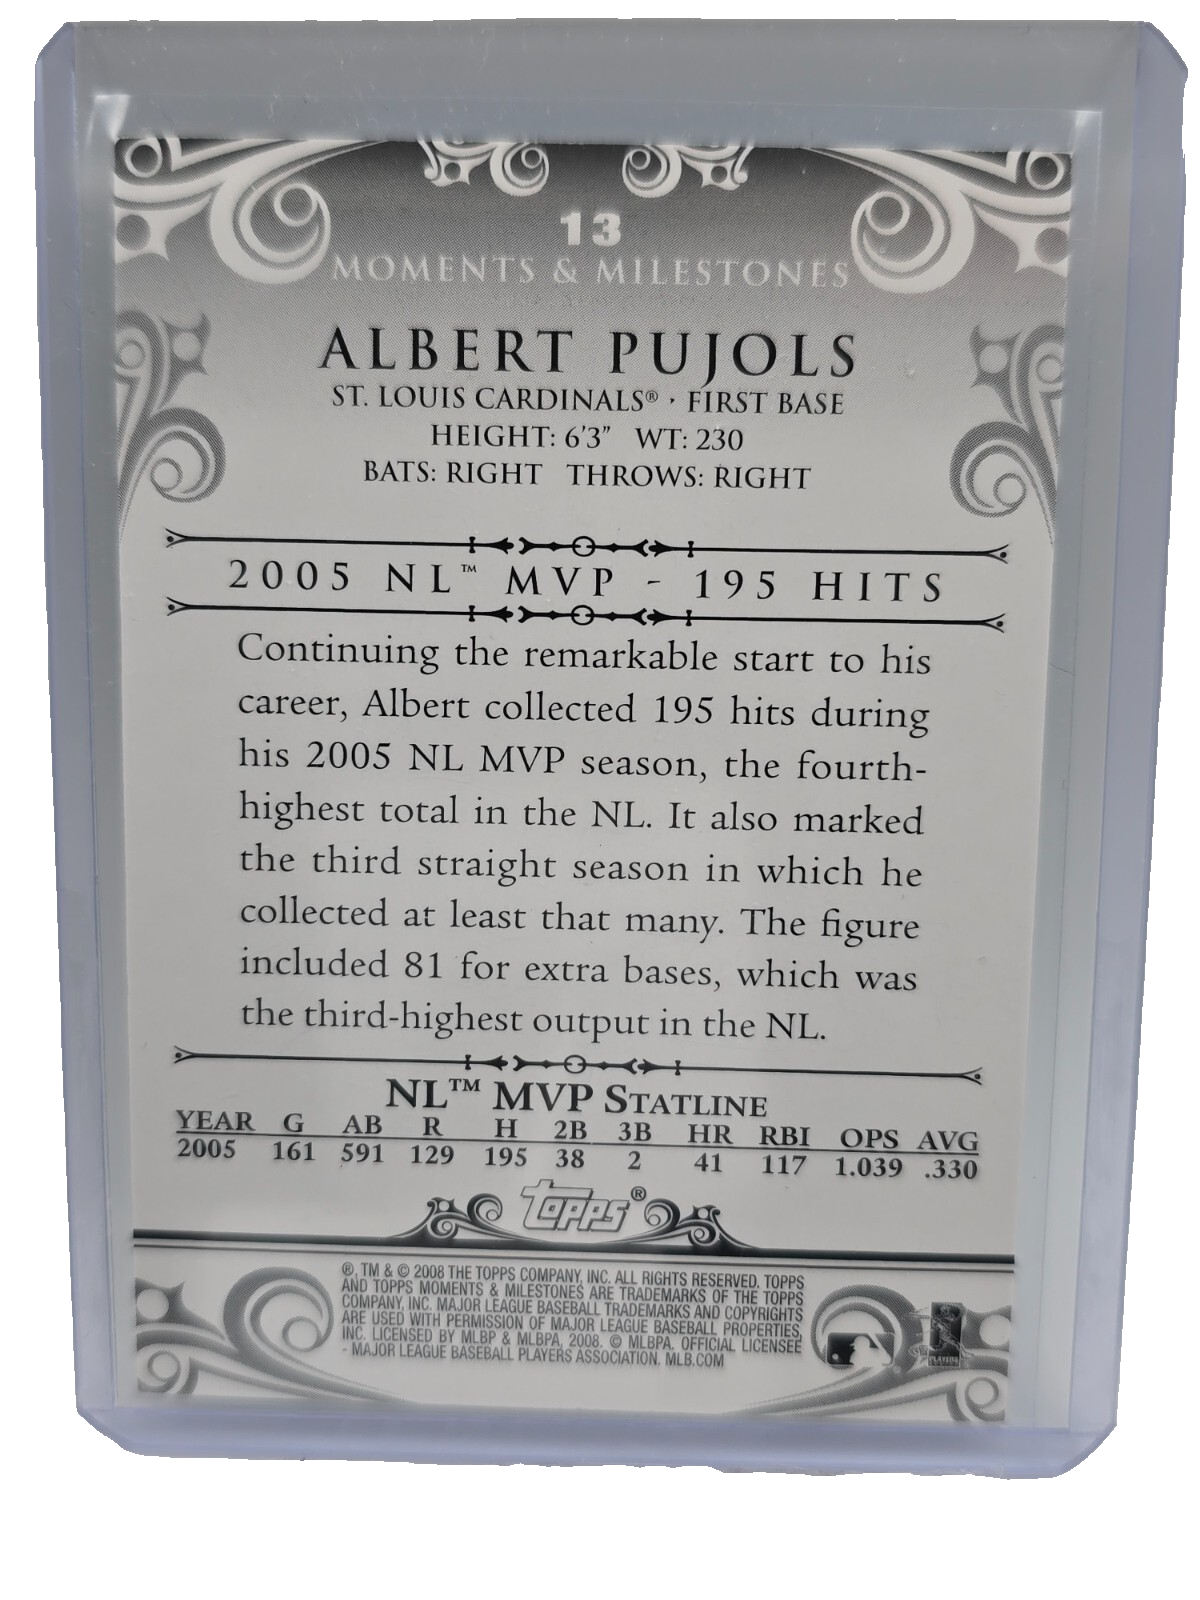 13
MOMENTS & MILESTONES
ALBERT PUJOLS
ST. LOUIS CARDINALS® · FIRST BASE
HEIGHT: 6'3" WT: 230
BATS: RIGHT THROWS: RIGHT
2005 NL™ MVP - 195 HITS
Continuing the remarkable start to his
career, Albert collected 195 hits during
his 2005 NL MVP season, the fourth-
highest total in the NL. It also marked
the third straight season in which he
collected at least that many. The figure
included 81 for extra bases, which was
the third-highest output in the NL.
NL™ MVP STATLINE
YEAR G AB R H 2B 3B HR RBI OPS AVG
2005 161 591 129 195 38 2 41 117 1.039 .330
Topps®
®, TM & © 2008 THE TOPPS COMPANY, INC. ALL RIGHTS RESERVED. TOPPS
AND TOPPS MOMENTS & MILESTONES ARE TRADEMARKS OF THE TOPPS
COMPANY, INC. MAJOR LEAGUE BASEBALL TRADEMARKS AND COPYRIGHTS
ARE USED WITH PERMISSION OF MAJOR LEAGUE BASEBALL PROPERTIES,
INC. LICENSED BY MLBP & MLBPA, 2008. © MLBPA. OFFICIAL LICENSEE
- MAJOR LEAGUE BASEBALL PLAYERS ASSOCIATION. MLB.COM
PLAYERS